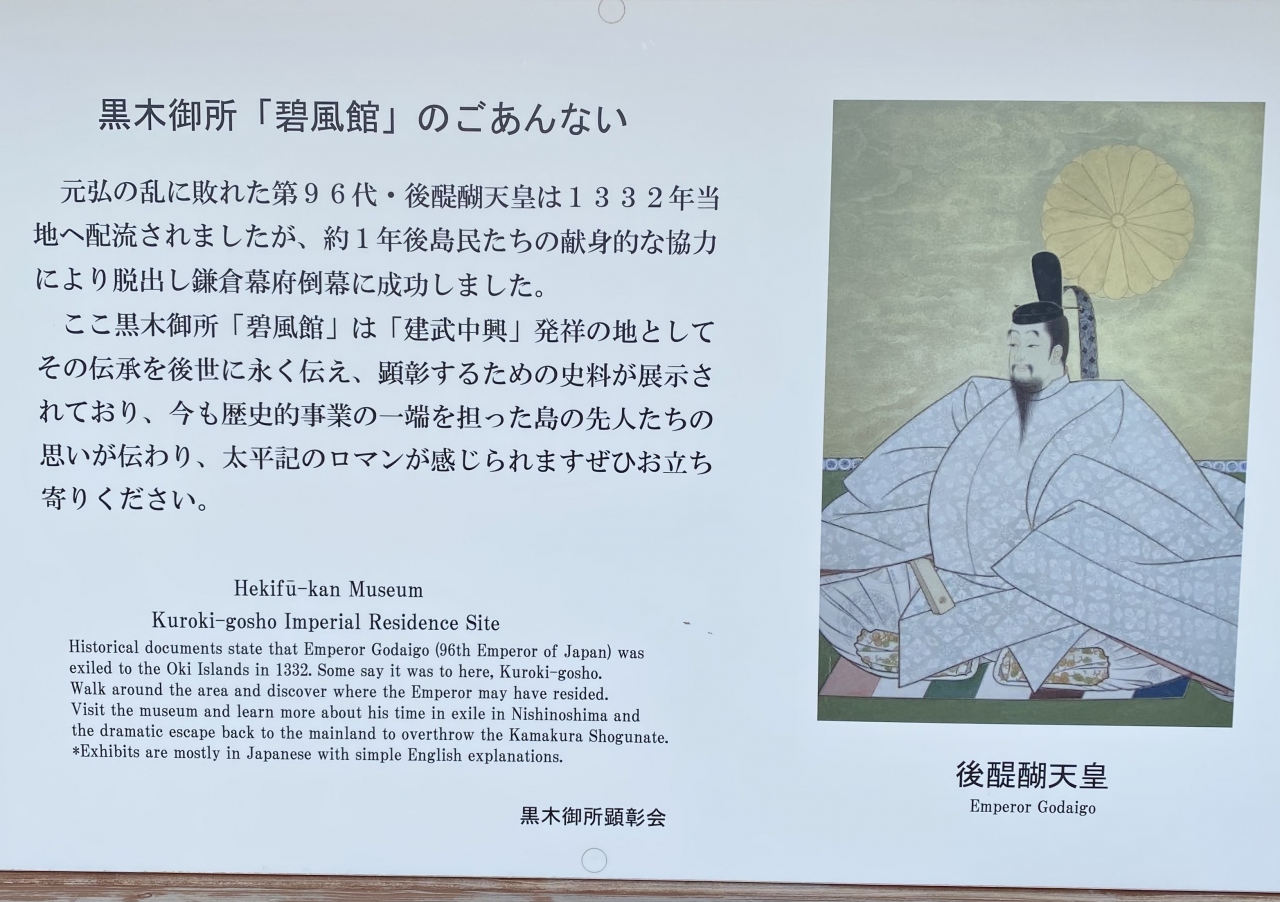 黒木御所「碧風館」のごあんない
元弘の乱に敗れた第９６代・後醍醐天皇は１３３２年当
地へ配流されましたが、約１年後島民たちの献身的な協力
により脱出し鎌倉幕府倒幕に成功しました。
ここ黒木御所「碧風館」は「建武中興」発祥の地として
その伝承を後世に永く伝え、顕彰するための史料が展示さ
れており、今も歴史的事業の一端を担った島の先人たちの
思いが伝わり、太平記のロマンが感じられますぜひお立ち
寄りください。
Hekifū-kan Museum
Kuroki-gosho Imperial Residence Site
Historical documents state that Emperor Godaigo (96th Emperor of Japan) was
exiled to the Oki Islands in 1332. Some say it was to here, Kuroki-gosho.
Walk around the area and discover where the Emperor may have resided.
Visit the museum and learn more about his time in exile in Nishinoshima and
the dramatic escape back to the mainland to overthrow the Kamakura Shogunate.
*Exhibits are mostly in Japanese with simple English explanations.
黒木御所顕彰会
後醍醐天皇
Emperor Godaigo